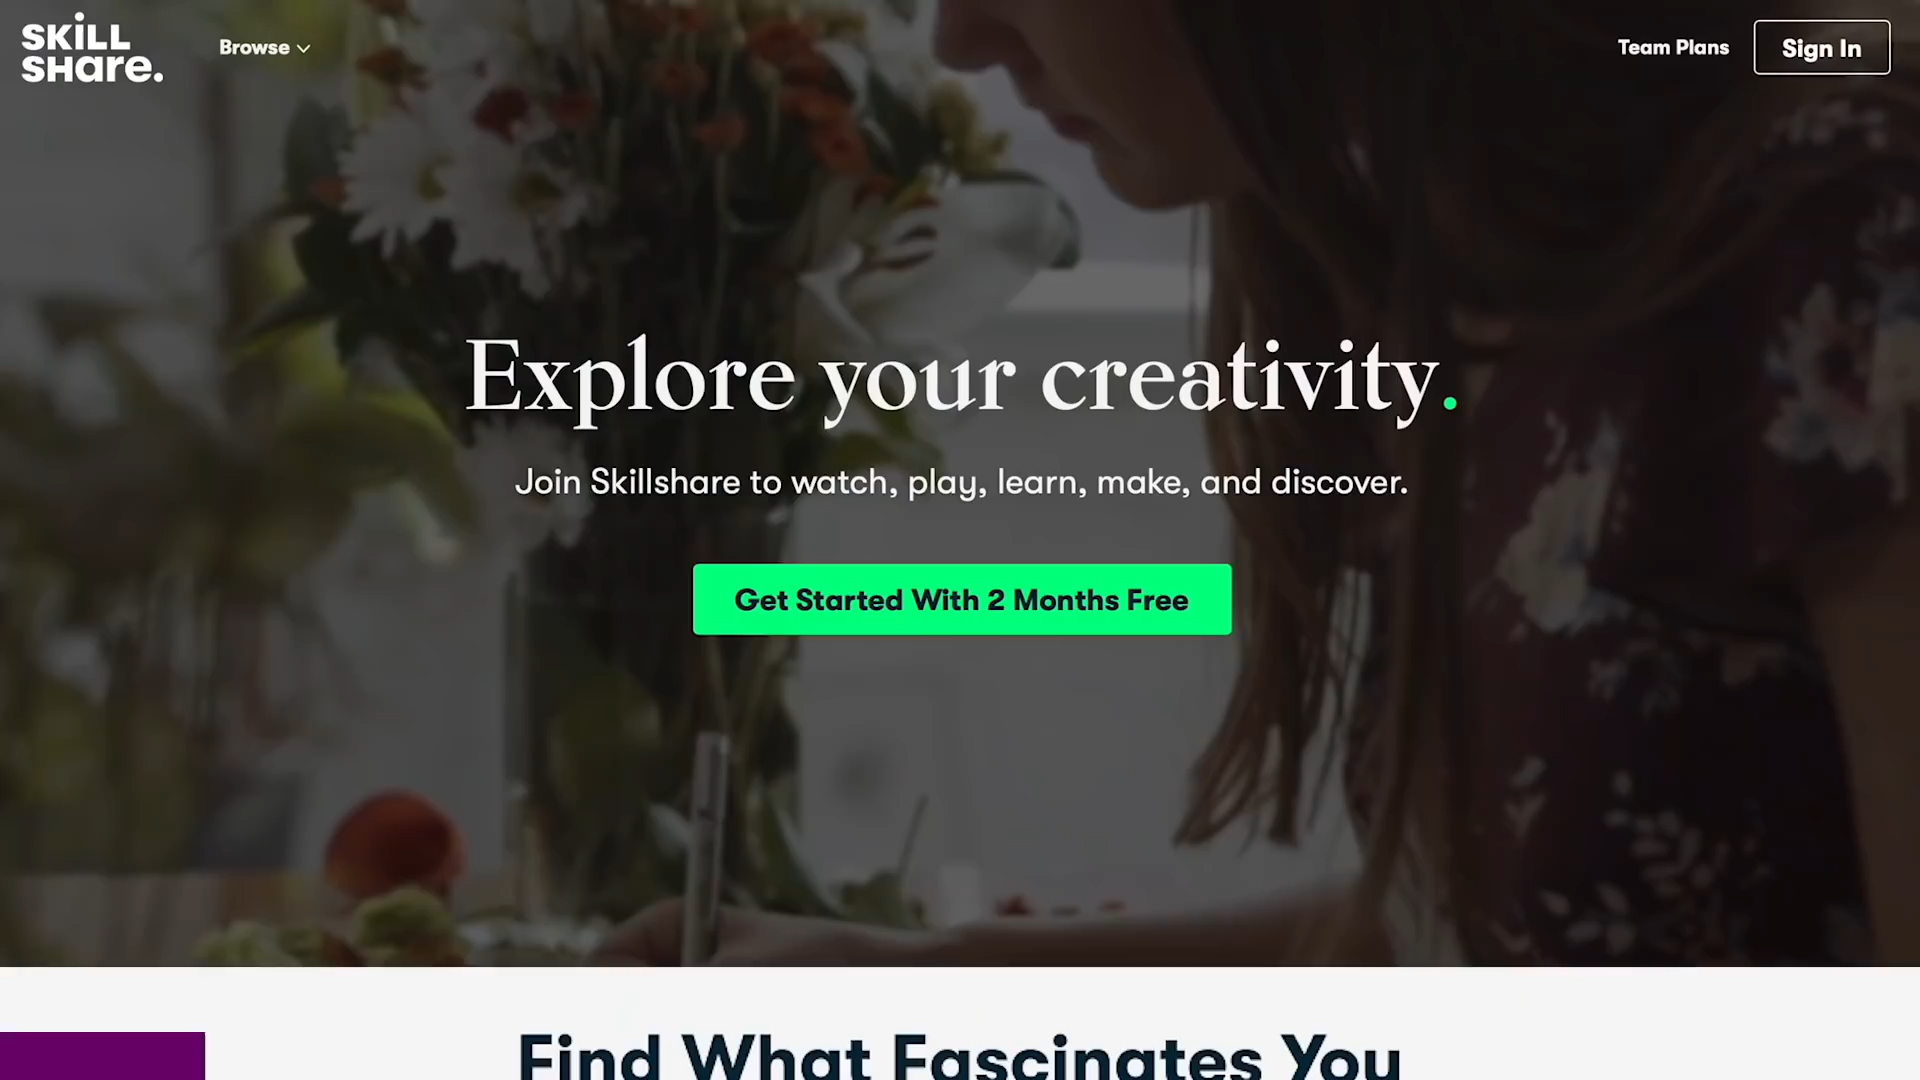 SKiLL
SHare.
Browse
Team Plans
Sign In
Explore your creativity.
Join Skillshare to watch, play, learn, make, and discover.
Get Started With 2 Months Free
Find What Fascinates You